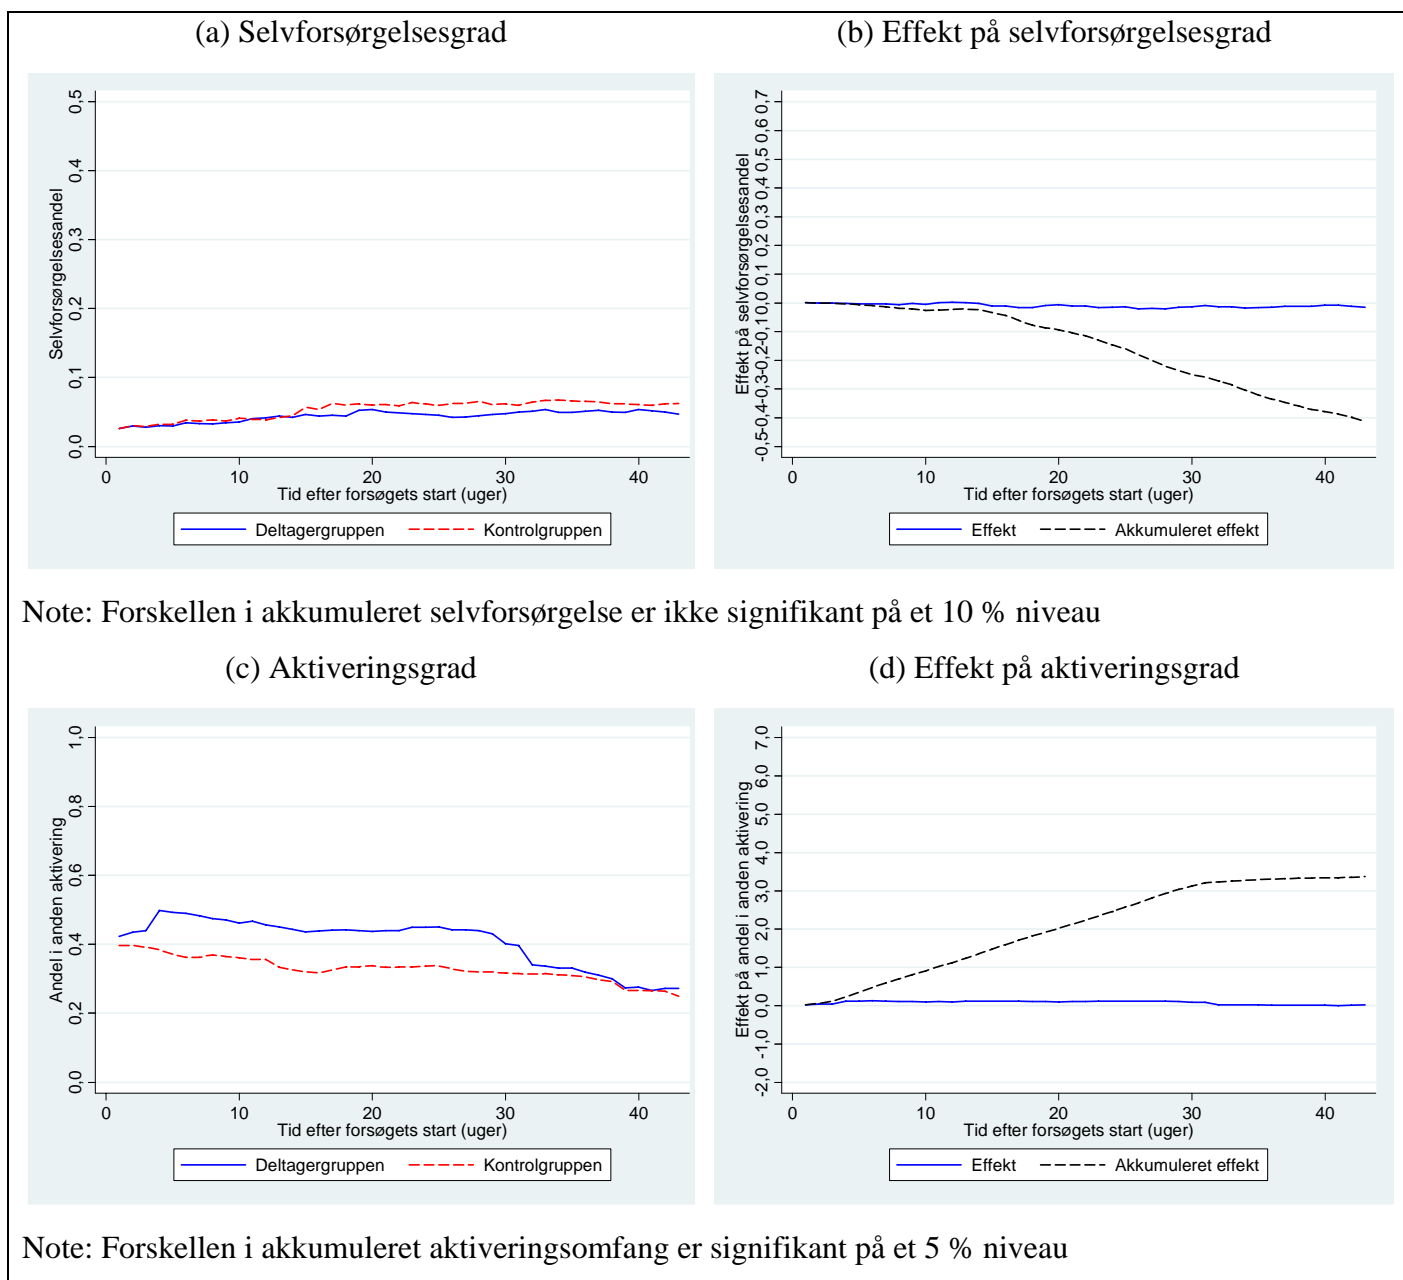 (a) Selvforsørgelsesgrad
(b) Effekt på selvforsørgelsesgrad
Selvforsørgelsesandel
0,5
0,4
0,3
0,2
0,1
0,0
0 10 20 30 40
Tid efter forsøgets start (uger)
Deltagergruppen Kontrolgruppen
Effekt på selvforsørgelsesandel
0,7
0,6
0,5
0,4
0,3
0,2
0,1
0,0
-0,1
-0,2
-0,3
-0,4
-0,5
0 10 20 30 40
Tid efter forsøgets start (uger)
Effekt Akkumuleret effekt
Note: Forskellen i akkumuleret selvforsørgelse er ikke signifikant på et 10 % niveau
(c) Aktiveringsgrad
(d) Effekt på aktiveringsgrad
Andel i anden aktivering
1,0
0,8
0,6
0,4
0,2
0,0
0 10 20 30 40
Tid efter forsøgets start (uger)
Deltagergruppen Kontrolgruppen
Effekt på andel i anden aktivering
7,0
6,0
5,0
4,0
3,0
2,0
1,0
0,0
-1,0
-2,0
0 10 20 30 40
Tid efter forsøgets start (uger)
Effekt Akkumuleret effekt
Note: Forskellen i akkumuleret aktiveringsomfang er signifikant på et 5 % niveau